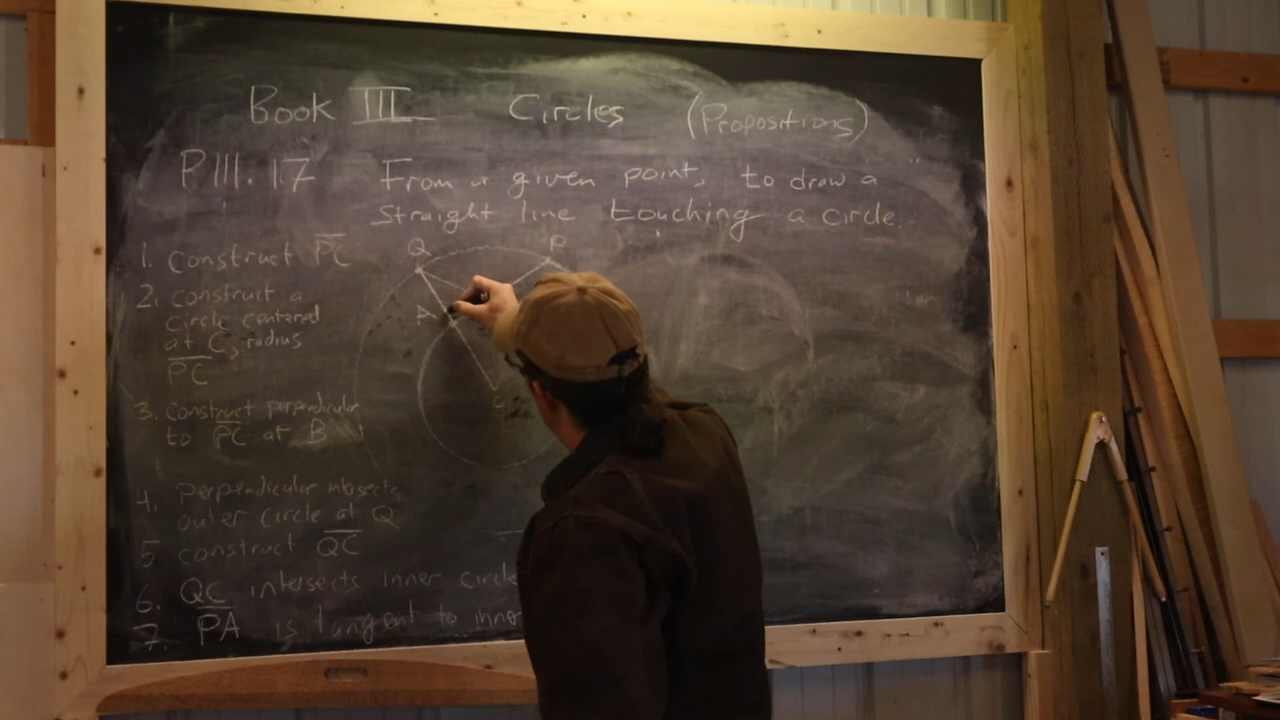 Book III Circles (Propositions)
P III. 17 From a given point, to draw a
straight line touching a circle.
1. construct PC
2. construct a
circle centered
at C, radius
PC
3. construct perpendicular
to PC at B
4. Perpendicular intersects
outer circle at Q
5 construct QC
6. QC intersects inner circle
7. PA is tangent to inne
Q
P
A
C